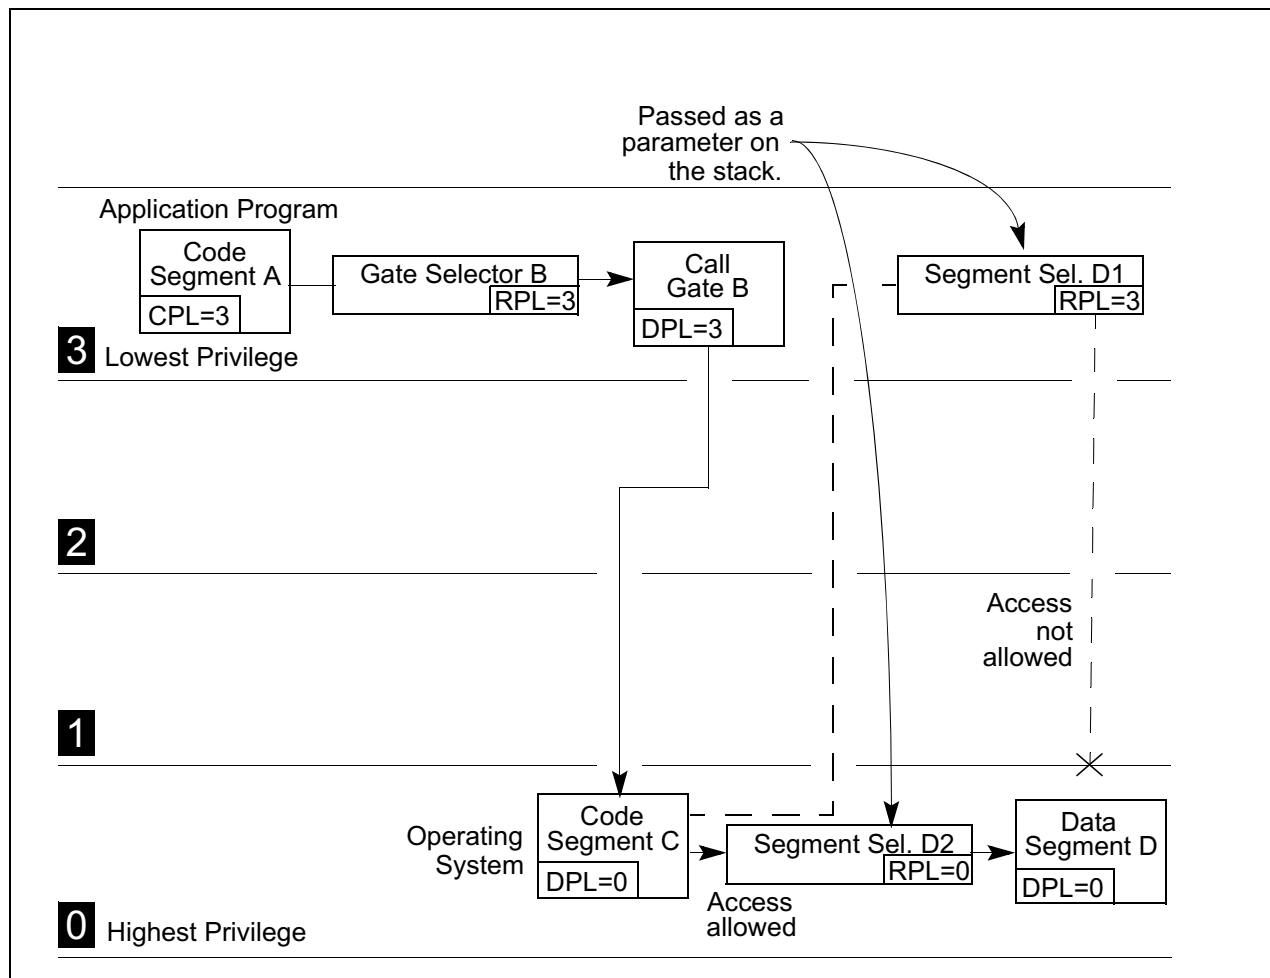 Passed as a
parameter on
the stack.
Application Program
Code
Segment A
CPL=3
Gate Selector B
RPL=3
Call
Gate B
DPL=3
Segment Sel. D1
RPL=3
3
Lowest Privilege
2
Access
not
allowed
1
Operating
System
Code
Segment C
DPL=0
Segment Sel. D2
RPL=0
Access
allowed
Data
Segment D
DPL=0
0
Highest Privilege